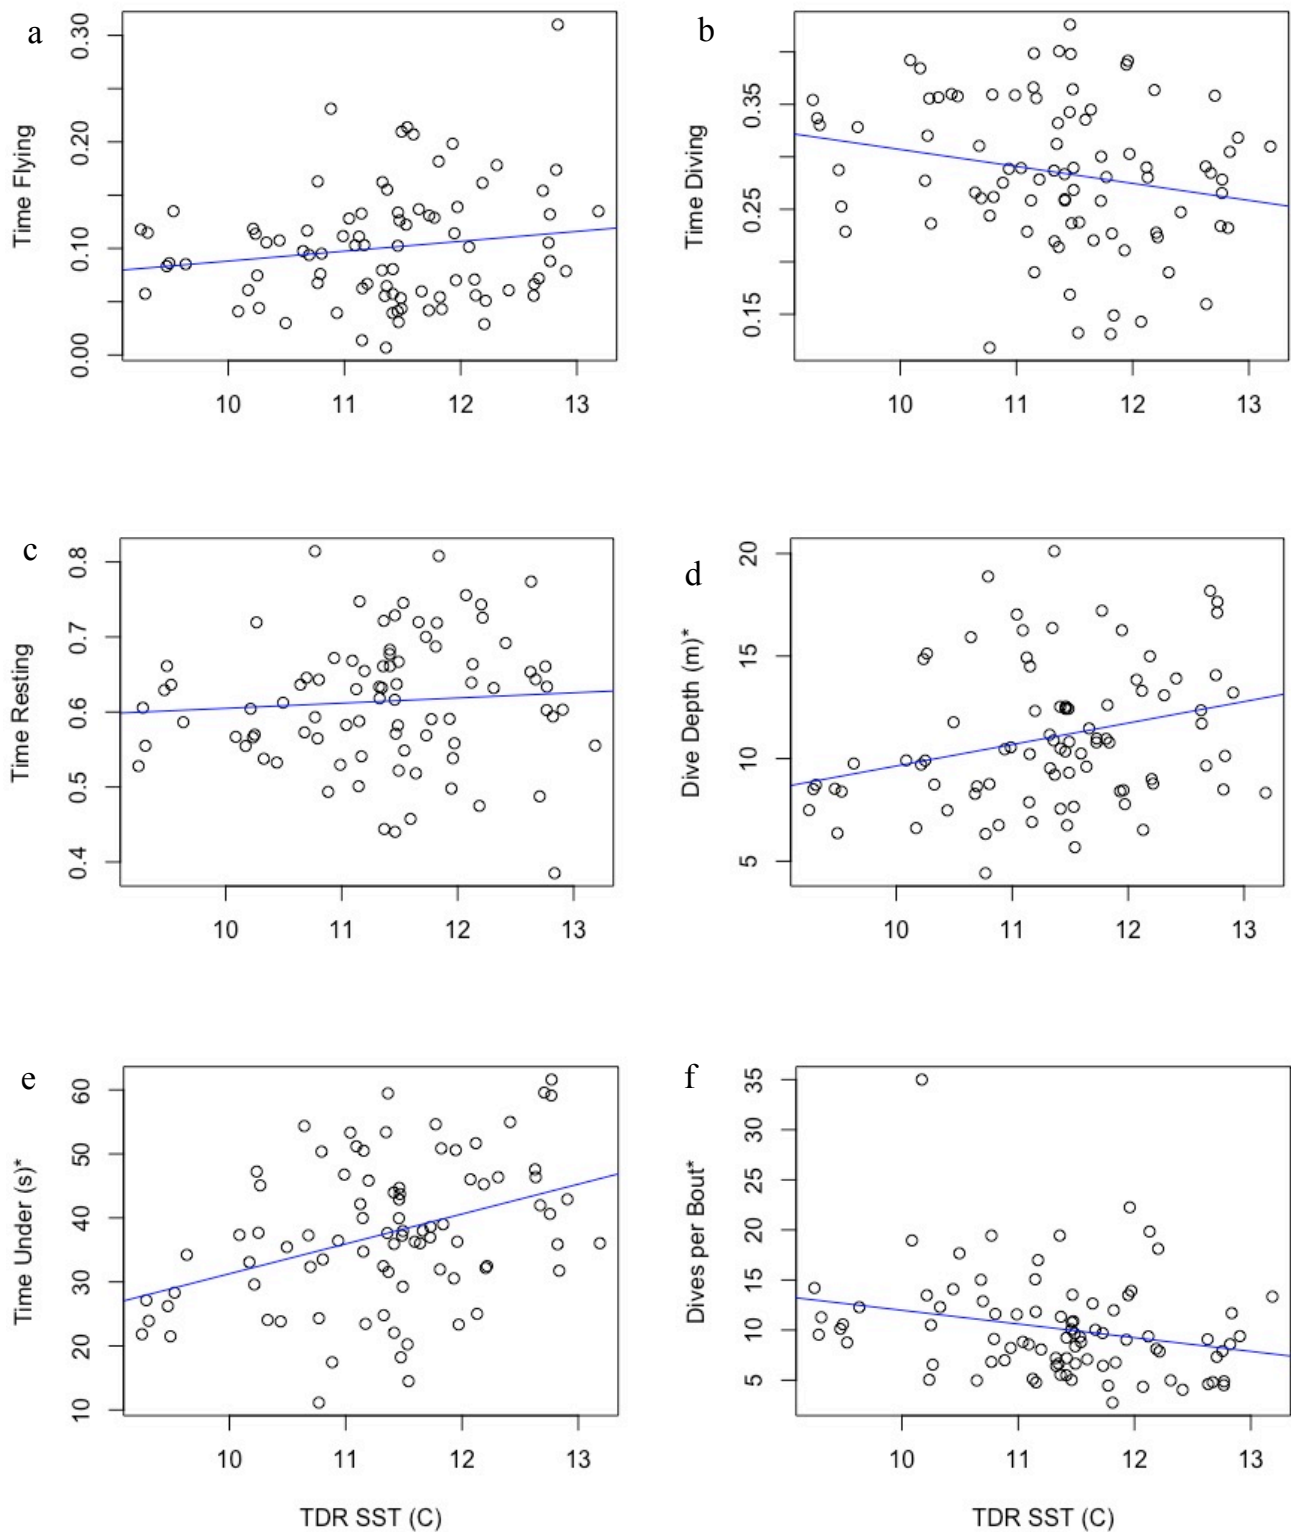 a
Time Flying
0.00 0.10 0.20 0.30
10 11 12 13
b
Time Diving
0.15 0.25 0.35
10 11 12 13
c
Time Resting
0.4 0.5 0.6 0.7 0.8
10 11 12 13
d
Dive Depth (m)*
5 10 15 20
10 11 12 13
e
Time Under (s)*
10 20 30 40 50 60
10 11 12 13
TDR SST (C)
f
Dives per Bout*
5 10 15 20 25 30 35
10 11 12 13
TDR SST (C)